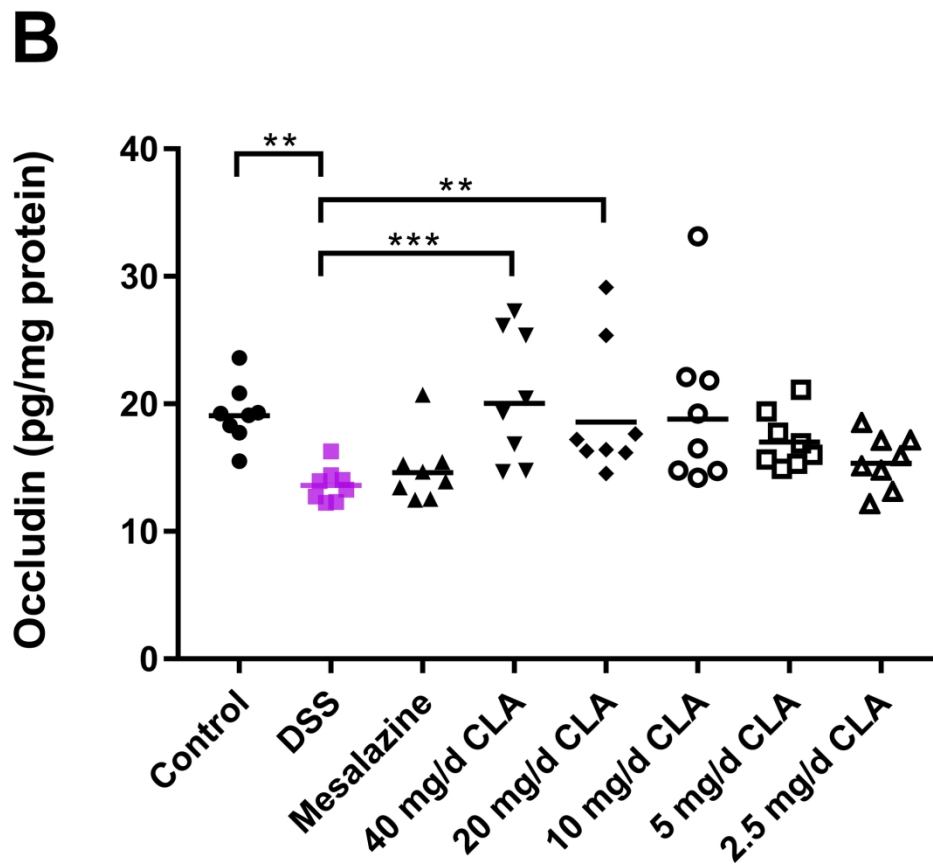 B
Occludin (pg/mg protein)
40
30
20
10
0
**
**
***
Control
DSS
Mesalazine
40 mg/d CLA
20 mg/d CLA
10 mg/d CLA
5 mg/d CLA
2.5 mg/d CLA